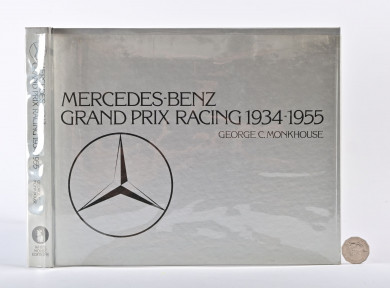 MERCEDES-BENZ
GRAND PRIX RACING 1934-1955
GEORGE C. MONKHOUSE